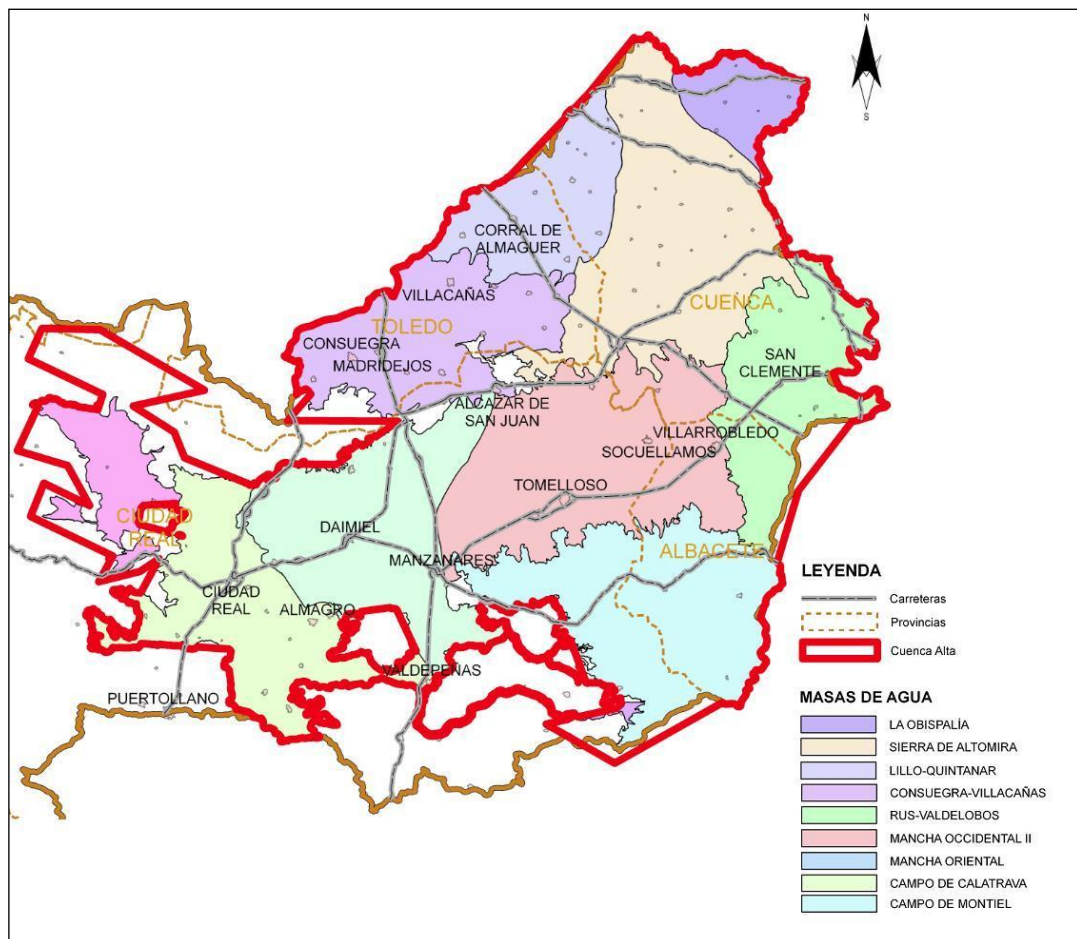 N
S
CORRAL DE
ALMAGUER
VILLACAÑAS
CUENCA
TOLEDO
CONSUEGRA
MADRIDEJOS
SAN
CLEMENTE
ALCAZAR DE
SAN JUAN
VILLARROBLEDO
SOCUELLAMOS
TOMELLOSO
CIUDAD
REAL
DAIMIEL
MANZANARES
ALBACETE
CIUDAD
REAL
ALMAGRO
VALDEPEÑAS
PUERTOLLANO
LEYENDA
Carreteras
Provincias
Cuenca Alta
MASAS DE AGUA
LA OBISPALÍA
SIERRA DE ALTOMIRA
LILLO-QUINTANAR
CONSUEGRA-VILLACAÑAS
RUS-VALDELOBOS
MANCHA OCCIDENTAL II
MANCHA ORIENTAL
CAMPO DE CALATRAVA
CAMPO DE MONTIEL